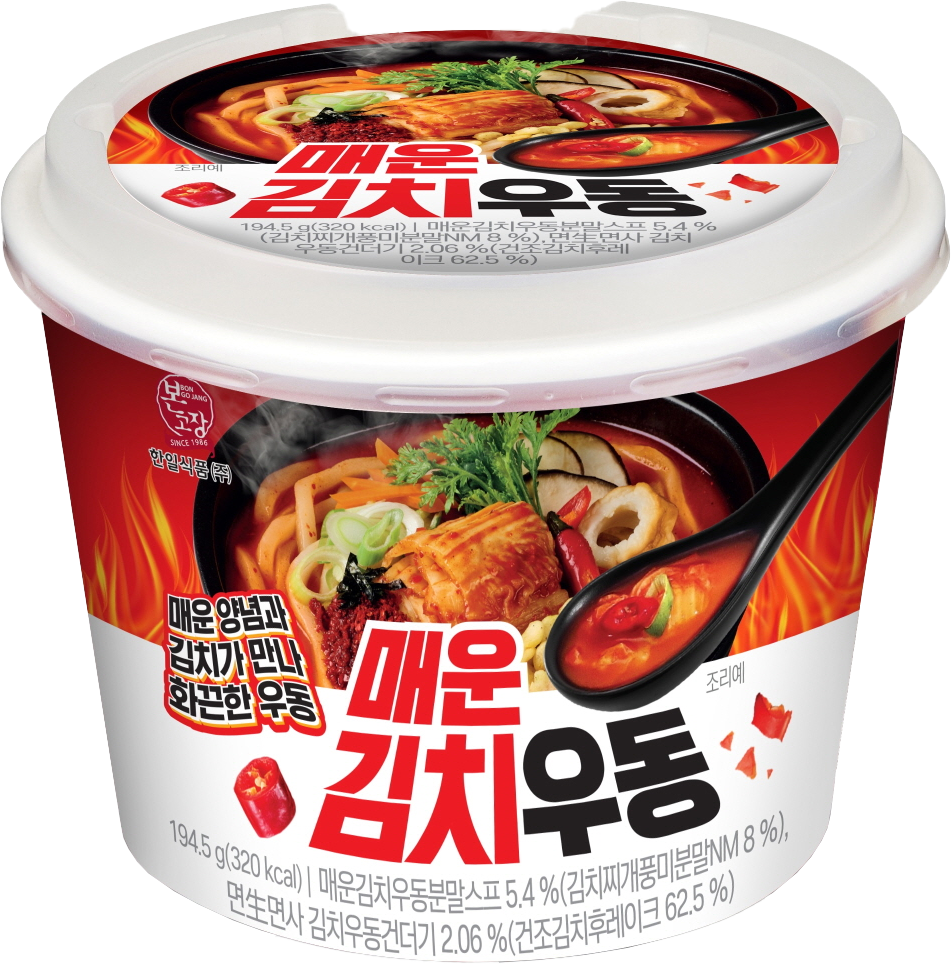 조리예
매운
김치우동
194.5 g(320 kcal) | 매운김치우동분말스프 5.4 %
(김치찌개풍미분말NM 8 %), 면生면사 김치
우동건더기 2.06 %(건조김치후레
이크 62.5 %)
본고장
BON
GO JANG
SINCE 1986
한일식품(주)
매운 양념과
김치가 만나
화끈한 우동
조리예
매운
김치우동
194.5 g(320 kcal) | 매운김치우동분말스프 5.4 %(김치찌개풍미분말NM 8 %),
면生면사 김치우동건더기 2.06 %(건조김치후레이크 62.5 %)